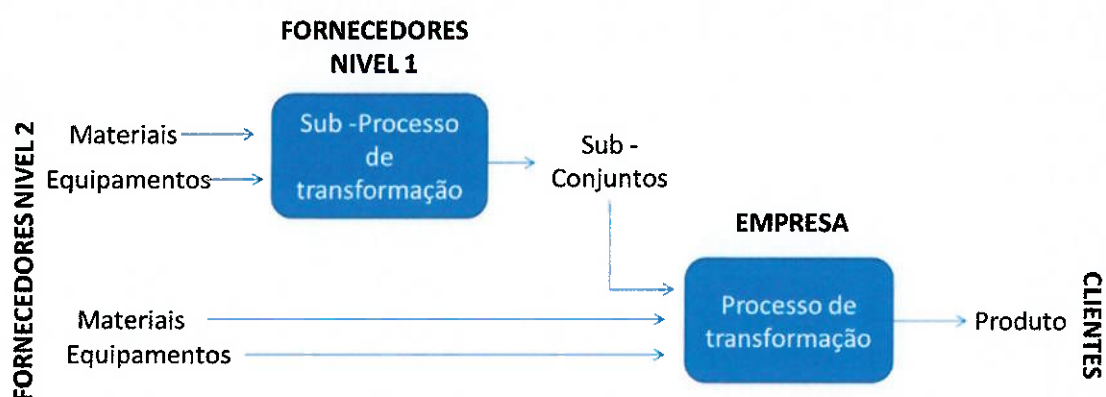 FORNECEDORES
NIVEL 1
FORNECEDORES NIVEL 2
Materiais
Equipamentos
Sub -Processo
de
transformação
Sub -
Conjuntos
EMPRESA
Materiais
Equipamentos
Processo de
transformação
Produto
CLIENTES